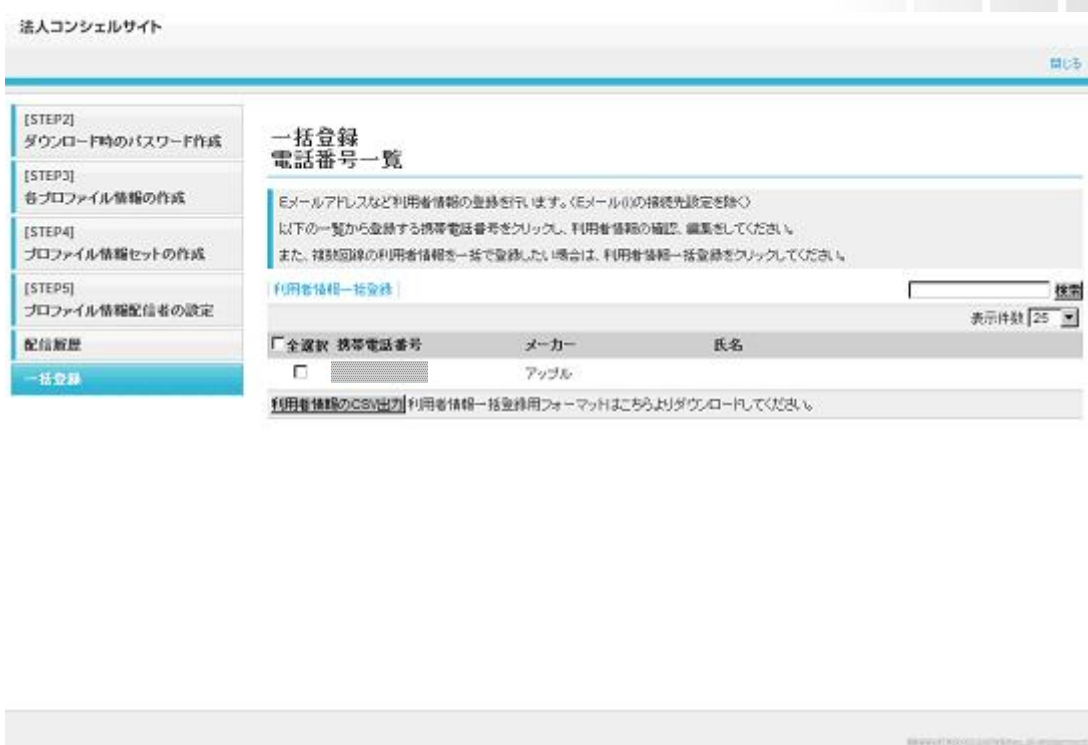 法人コンシェルサイト
閉じる
[STEP2]
ダウンロード時のパスワード作成
[STEP3]
各プロファイル情報の作成
[STEP4]
プロファイル情報セットの作成
[STEP5]
プロファイル情報配信者の設定
配信履歴
一括登録
一括登録
電話番号一覧
Eメールアドレスなど利用者情報の登録を行います。(Eメール(i)の接続先設定を除く)
以下の一覧から登録する携帯電話番号をクリックし、利用者情報の確認、編集をしてください。
また、複数回線の利用者情報を一括で登録したい場合は、利用者情報一括登録をクリックしてください。
| 利用者情報一括登録 |
検索
表示件数 25
全選択 携帯電話番号 メーカー 氏名
アップル
利用者情報のCSV出力 利用者情報一括登録用フォーマットはこちらよりダウンロードしてください。